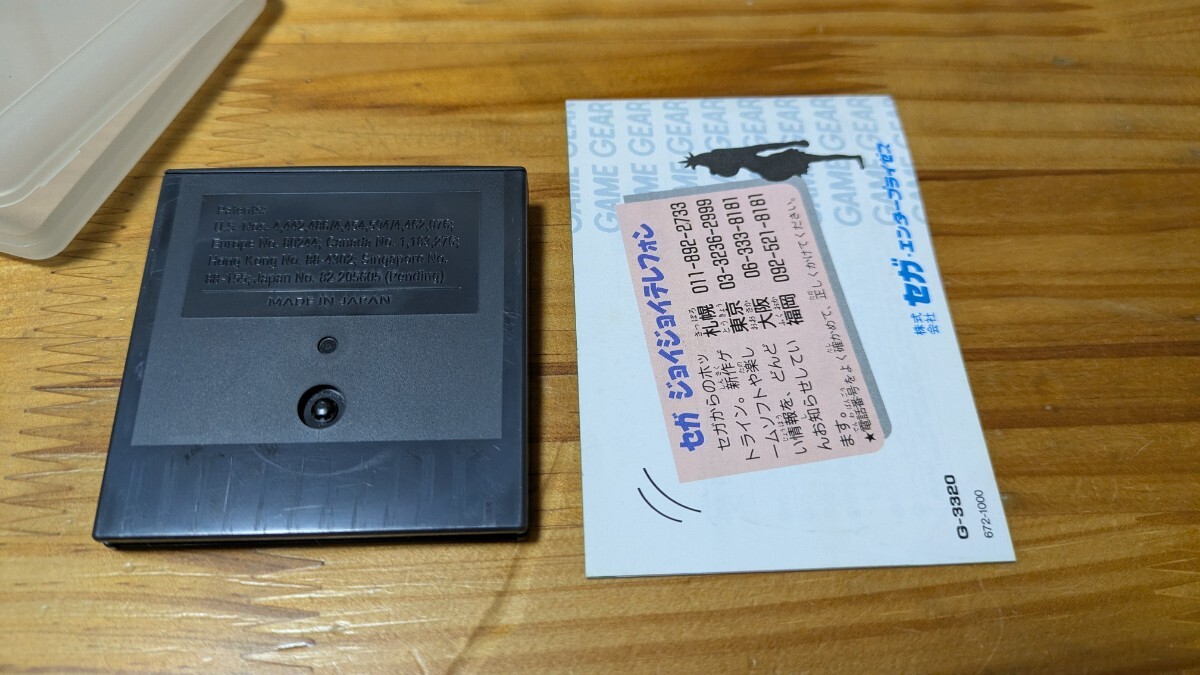 Patents:
U.S. Nos. 4,442,486/4,454,594/4,462,076;
Europe No. 80244; Canada No. 1,183,276;
Hong Kong No. 88-4302; Singapore No.
88-155; Japan No. 82-205605 (Pending)
MADE IN JAPAN
GAME GEAR GAME GEAR GAME GEAR GAME GEAR GAME GEAR
セガ ジョイジョイテレフォン
札幌 011-892-2733
東京 03-3236-2999
大阪 06-333-8181
福岡 092-521-8181
セガからのホッ
トライン。新作ゲ
ームソフトや楽し
い情報を、どんど
んお知らせしてい
ます。
★電話番号をよく確かめて、正しくかけてください。
株式会社 セガ・エンタープライゼス
G-3320
672-1000